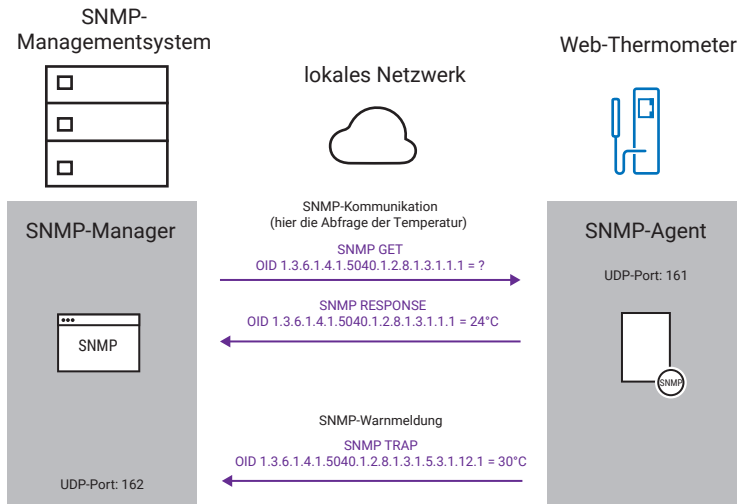 SNMP-
Managementsystem
lokales Netzwerk
Web-Thermometer
SNMP-Manager
SNMP
UDP-Port: 162
SNMP-Kommunikation
(hier die Abfrage der Temperatur)
SNMP GET
OID 1.3.6.1.4.1.5040.1.2.8.1.3.1.1.1 = ?
SNMP RESPONSE
OID 1.3.6.1.4.1.5040.1.2.8.1.3.1.1.1 = 24°C
SNMP-Warnmeldung
SNMP TRAP
OID 1.3.6.1.4.1.5040.1.2.8.1.3.1.5.3.1.12.1 = 30°C
SNMP-Agent
UDP-Port: 161
SNMP